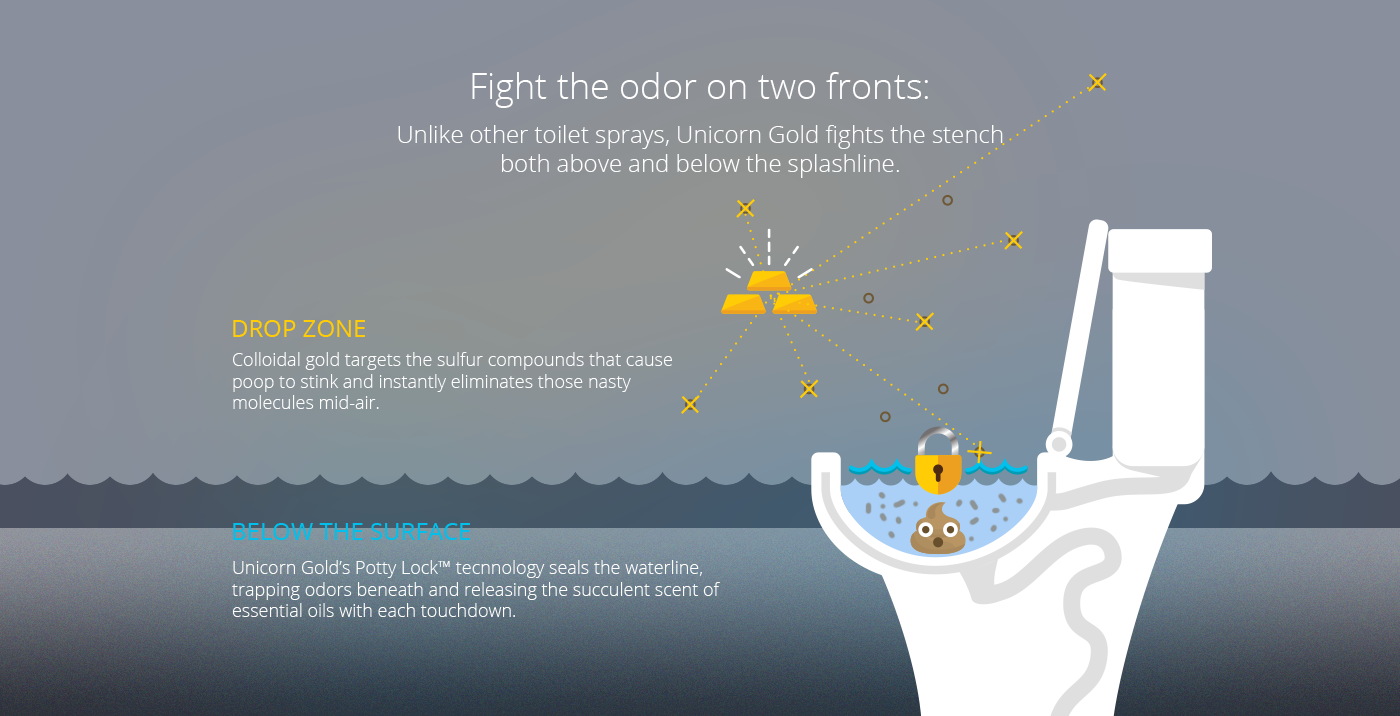 Fight the odor on two fronts:
Unlike other toilet sprays, Unicorn Gold fights the stench
both above and below the splashline.
DROP ZONE
Colloidal gold targets the sulfur compounds that cause
poop to stink and instantly eliminates those nasty
molecules mid-air.
BELOW THE SURFACE
Unicorn Gold’s Potty Lock™ technology seals the waterline,
trapping odors beneath and releasing the succulent scent of
essential oils with each touchdown.